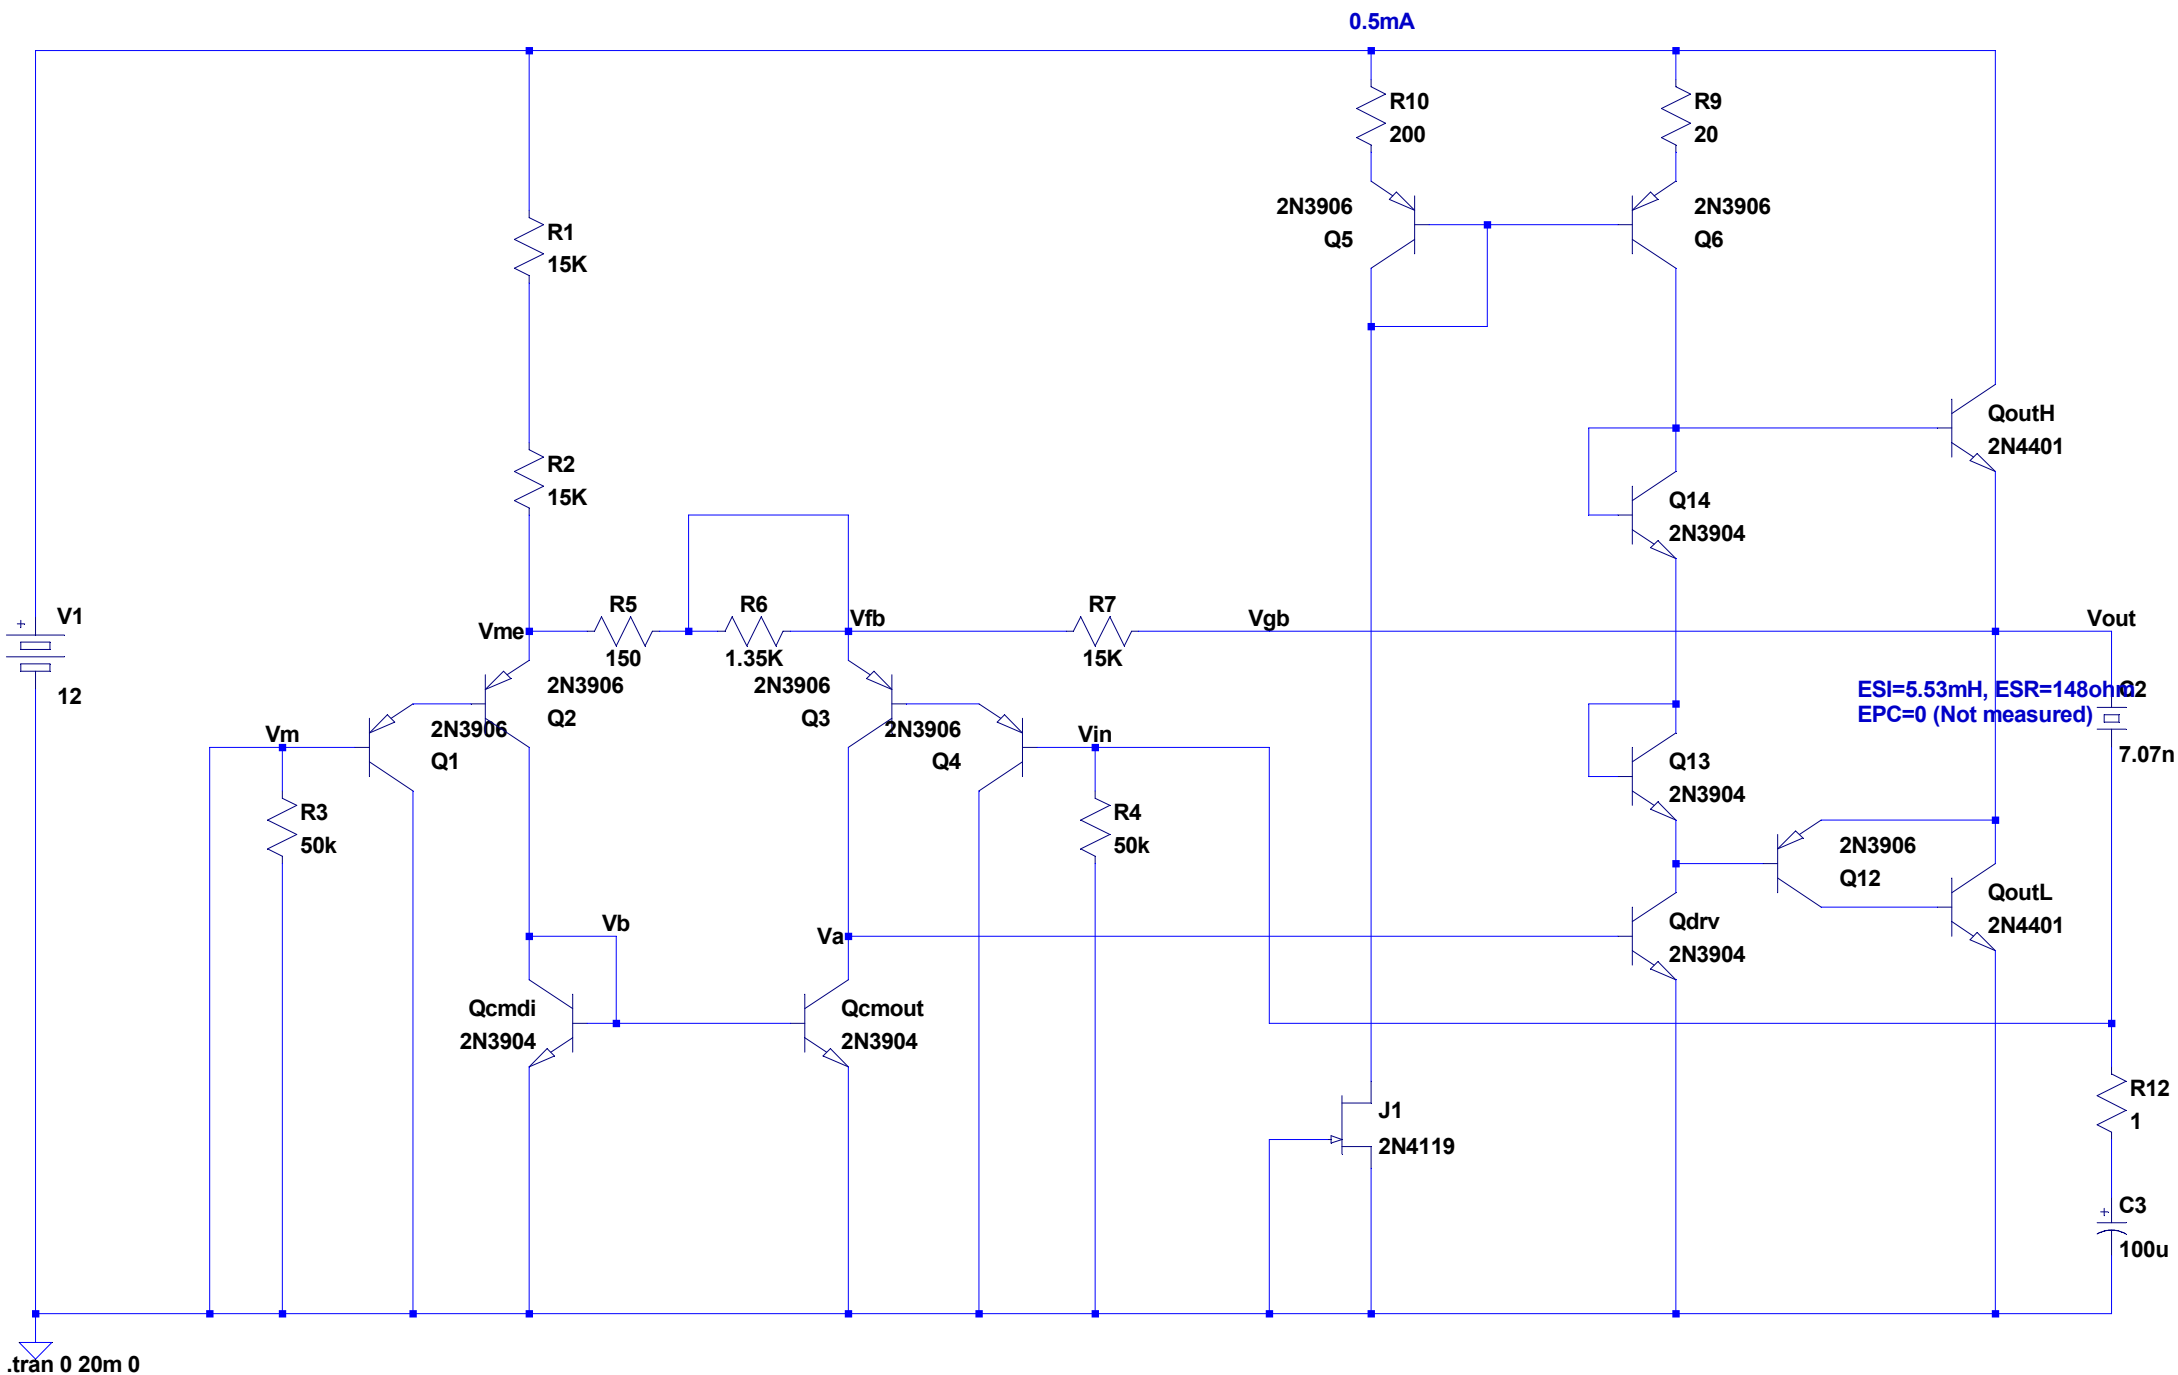 0.5mA
R10
200
R9
20
2N3906
Q5
2N3906
Q6
R1
15K
QoutH
2N4401
R2
15K
Q14
2N3904
V1
12
+
Vme
R5
150
R6
1.35K
Vfb
R7
15K
Vgb
Vout
2N3906
Q2
2N3906
Q3
ESI=5.53mH, ESR=148ohm
EPC=0 (Not measured)
C2
7.07n
Vm
2N3906
Q1
2N3906
Q4
Vin
Q13
2N3904
R3
50k
R4
50k
2N3906
Q12
QoutL
2N4401
Vb
Va
Qdrv
2N3904
Qcmdi
2N3904
Qcmout
2N3904
J1
2N4119
R12
1
+
C3
100u
.tran 0 20m 0